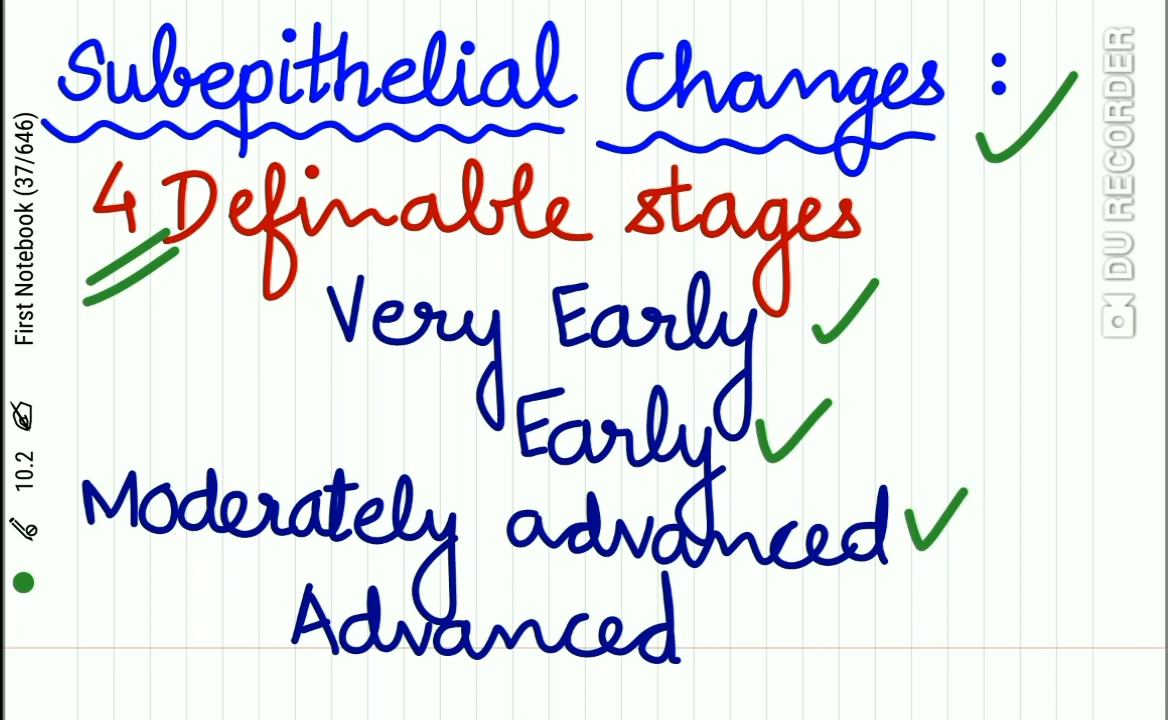 Subepithelial Changes :
4 Definable stages
Very Early
Early
Moderately advanced
Advanced
First Notebook (37/646)
10.2
DU RECORDER